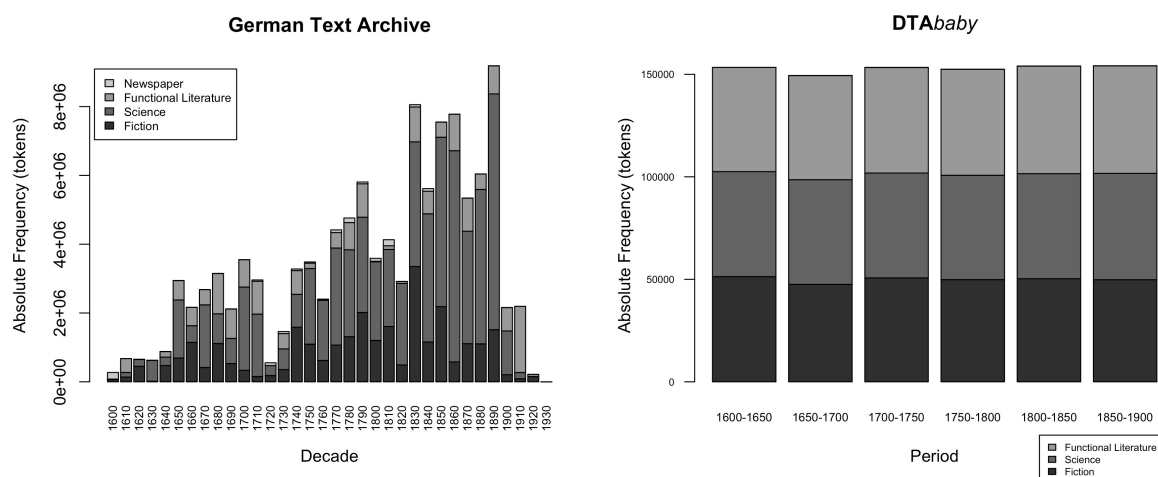 German Text Archive
Newspaper
Functional Literature
Science
Fiction
Absolute Frequency (tokens)
8e+06
6e+06
4e+06
2e+06
0e+00
1600 1610 1620 1630 1640 1650 1660 1670 1680 1690 1700 1710 1720 1730 1740 1750 1760 1770 1780 1790 1800 1810 1820 1830 1840 1850 1860 1870 1880 1890 1900 1910 1920 1930
Decade
DTAbaby
Absolute Frequency (tokens)
150000
100000
50000
0
1600-1650 1650-1700 1700-1750 1750-1800 1800-1850 1850-1900
Period
Functional Literature
Science
Fiction